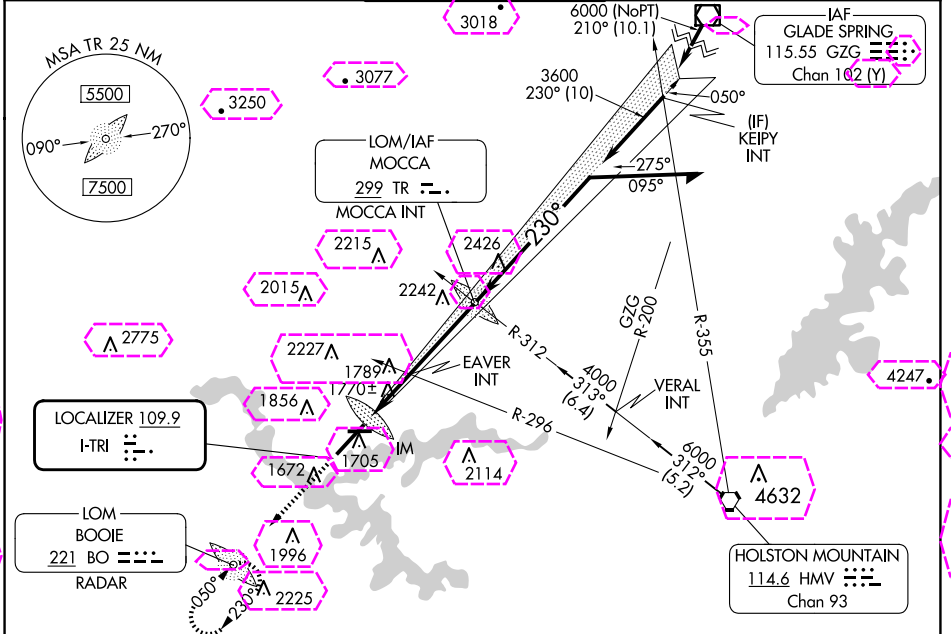 3018
6000 (NoPT)
210° (10.1)
IAF
GLADE SPRING
115.55 GZG
Chan 102 (Y)
MSA TR 25 NM
5500
090°
270°
7500
3250
3077
3600
230° (10)
050°
(IF)
KEIPY
INT
LOM/IAF
MOCCA
299 TR
MOCCA INT
275°
095°
230°
2215
2426
2015
2242
GZG
R-200
R-355
R-312
2775
2227
1789
1770±
EAVER
INT
4000
313°
(6.4)
VERAL
INT
4247
1856
R-296
LOCALIZER 109.9
I-TRI
IM
1705
1672
2114
6000
312°
(5.2)
4632
LOM
BOOIE
221 BO
RADAR
1996
050°
230°
2225
HOLSTON MOUNTAIN
114.6 HMV
Chan 93